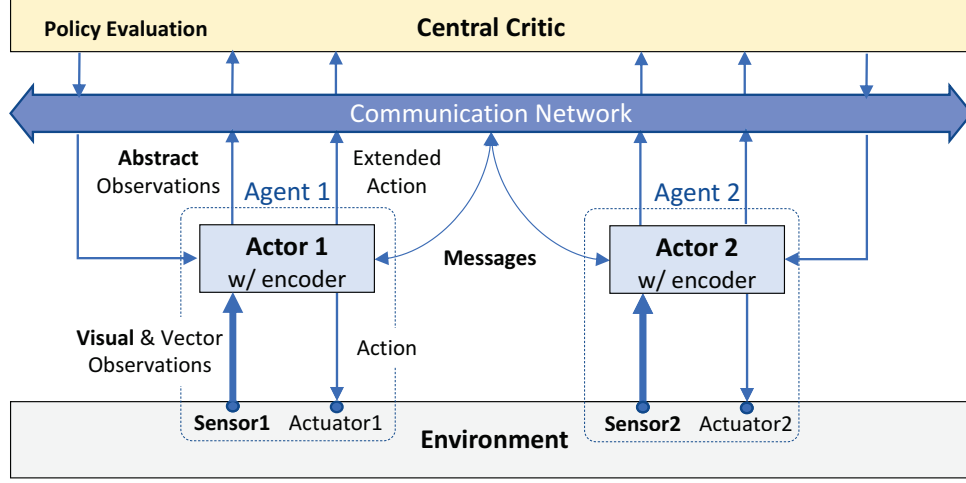 Policy Evaluation
Central Critic
Communication Network
Abstract
Observations
Extended
Action
Agent 1
Agent 2
Actor 1
w/ encoder
Messages
Actor 2
w/ encoder
Visual & Vector
Observations
Action
Sensor1
Actuator1
Sensor2
Actuator2
Environment